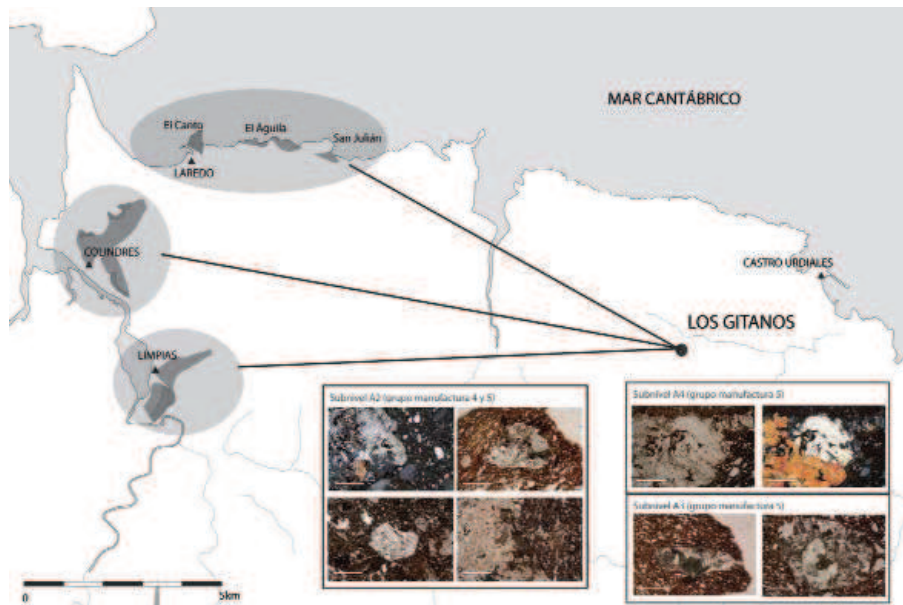 MAR CANTÁBRICO
El Canto
El Águila
San Julián
LAREDO
COLINDRES
CASTRO URDIALES
LOS GITANOS
LIMPIAS
Subnivel A2 (grupo manufactura 4 y 5)
Subnivel A4 (grupo manufactura 5)
Subnivel A3 (grupo manufactura 5)
0
5km